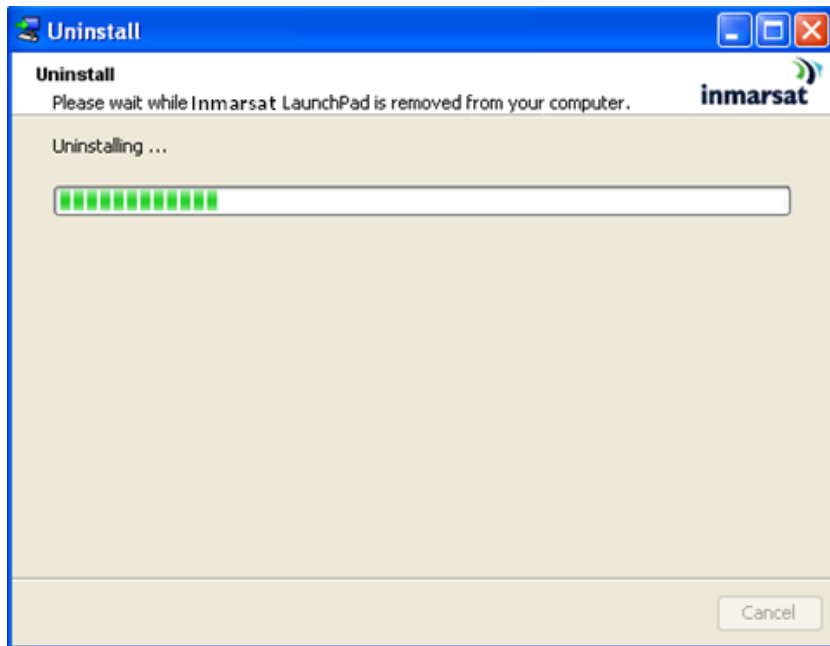 Uninstall
Uninstall
Please wait while Inmarsat LaunchPad is removed from your computer.
inmarsat
Uninstalling ...
Cancel